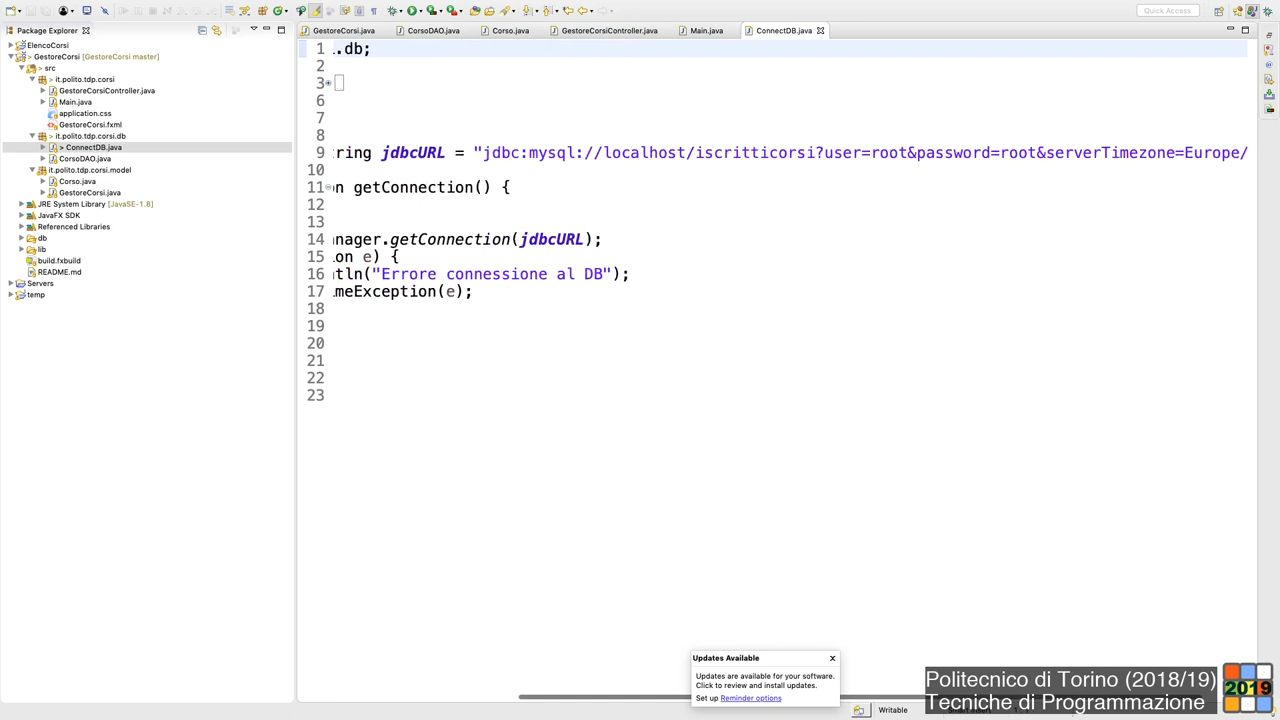 Quick Access
Package Explorer
GestoreCorsi.java
CorsoDAO.java
Corso.java
GestoreCorsiController.java
Main.java
ConnectDB.java
ElencoCorsi
> GestoreCorsi [GestoreCorsi master]
> src
> it.polito.tdp.corsi
GestoreCorsiController.java
Main.java
application.css
GestoreCorsi.fxml
> it.polito.tdp.corsi.db
> ConnectDB.java
CorsoDAO.java
it.polito.tdp.corsi.model
Corso.java
GestoreCorsi.java
JRE System Library [JavaSE-1.8]
JavaFX SDK
Referenced Libraries
db
lib
build.fxbuild
README.md
Servers
temp
1 .db;
2
3
6
7
8
9 ring jdbcURL = "jdbc:mysql://localhost/iscritticorsi?user=root&password=root&serverTimezone=Europe/
10
11 n getConnection() {
12
13
14 nager.getConnection(jdbcURL);
15 ion e) {
16 tln("Errore connessione al DB");
17 meException(e);
18
19
20
21
22
23
Updates Available
Updates are available for your software.
Click to review and install updates.
Set up Reminder options
Writable
Politecnico di Torino (2018/19)
Tecniche di Programmazione
2019